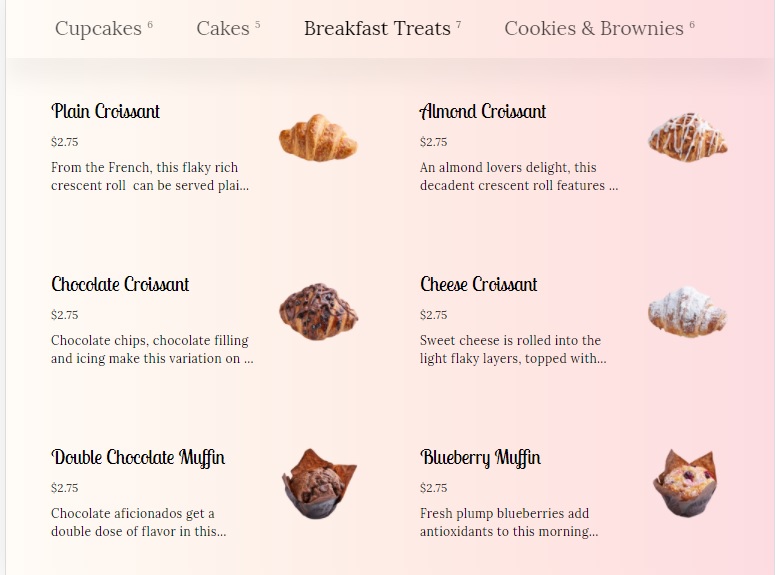 Cupcakes 6 Cakes 5 Breakfast Treats 7 Cookies & Brownies 6
Plain Croissant
$2.75
From the French, this flaky rich
crescent roll  can be served plai...
Almond Croissant
$2.75
An almond lovers delight, this
decadent crescent roll features ...
Chocolate Croissant
$2.75
Chocolate chips, chocolate filling
and icing make this variation on ...
Cheese Croissant
$2.75
Sweet cheese is rolled into the
light flaky layers, topped with...
Double Chocolate Muffin
$2.75
Chocolate aficionados get a
double dose of flavor in this...
Blueberry Muffin
$2.75
Fresh plump blueberries add
antioxidants to this morning...